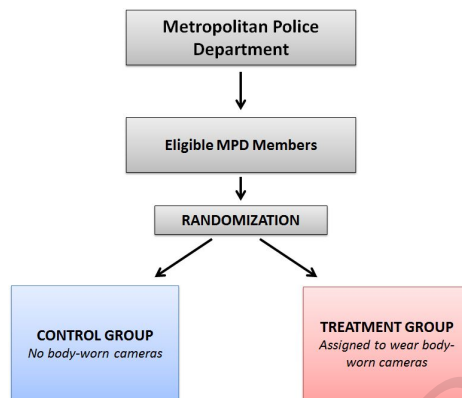 Metropolitan Police
Department
Eligible MPD Members
RANDOMIZATION
CONTROL GROUP
No body-worn cameras
TREATMENT GROUP
Assigned to wear body-
worn cameras